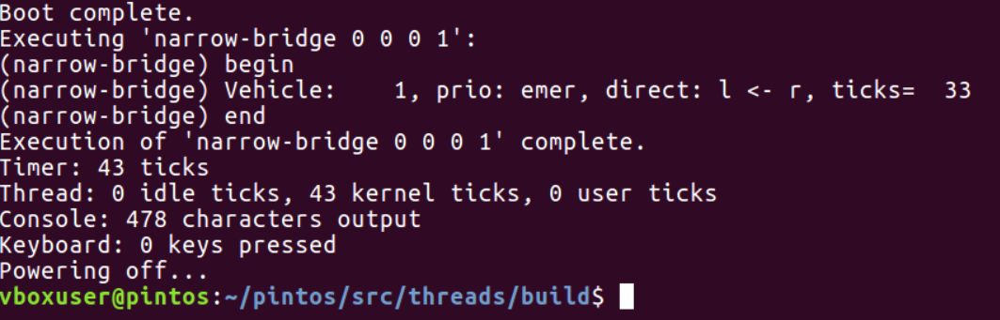 Boot complete.
Executing 'narrow-bridge 0 0 0 1':
(narrow-bridge) begin
(narrow-bridge) Vehicle:    1, prio: emer, direct: l <- r, ticks=  33
(narrow-bridge) end
Execution of 'narrow-bridge 0 0 0 1' complete.
Timer: 43 ticks
Thread: 0 idle ticks, 43 kernel ticks, 0 user ticks
Console: 478 characters output
Keyboard: 0 keys pressed
Powering off...
vboxuser@pintos:~/pintos/src/threads/build$